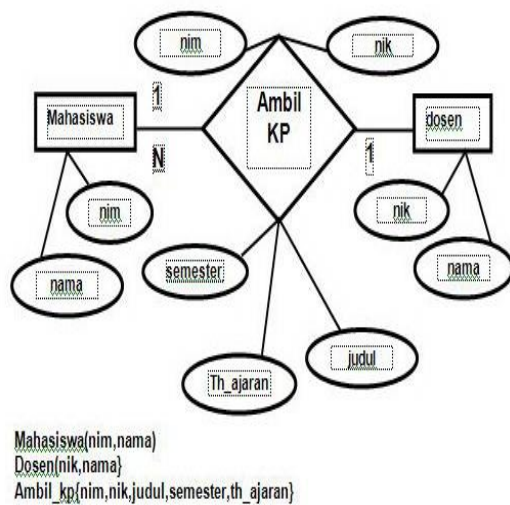 nim
nik
1
Mahasiswa
Ambil
KP
dosen
N
1
nim
nik
nama
semester
nama
judul
Th_ajaran
Mahasiswa(nim,nama)
Dosen(nik,nama}
Ambil_kp{nim,nik,judul,semester,th_ajaran}